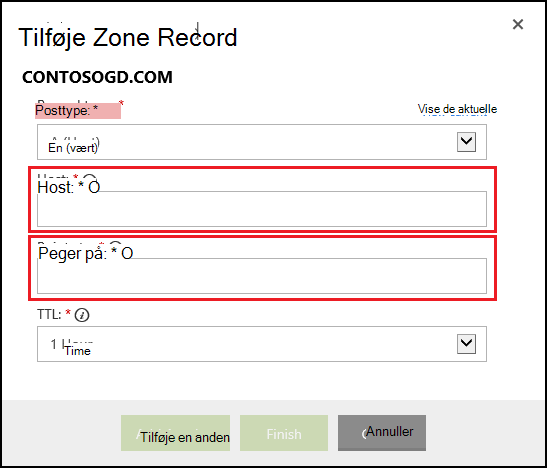 Tilføje Zone Record
CONTOSOGD.COM
Posttype: *
Vise de aktuelle
En (vært)
Host: * O
Peger på: * O
TTL: * i
Time
Tilføje en anden
Finish
Annuller